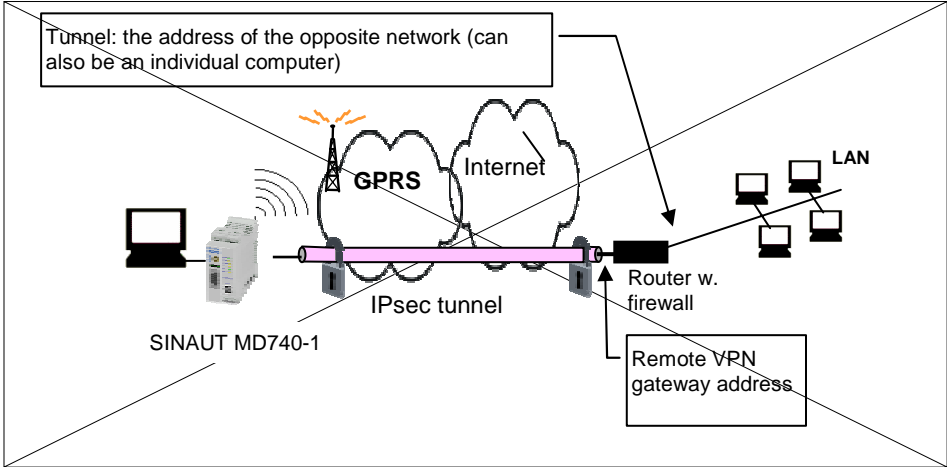 Tunnel: the address of the opposite network (can
also be an individual computer)
Internet
GPRS
LAN
IPsec tunnel
Router w.
firewall
SINAUT MD740-1
Remote VPN
gateway address